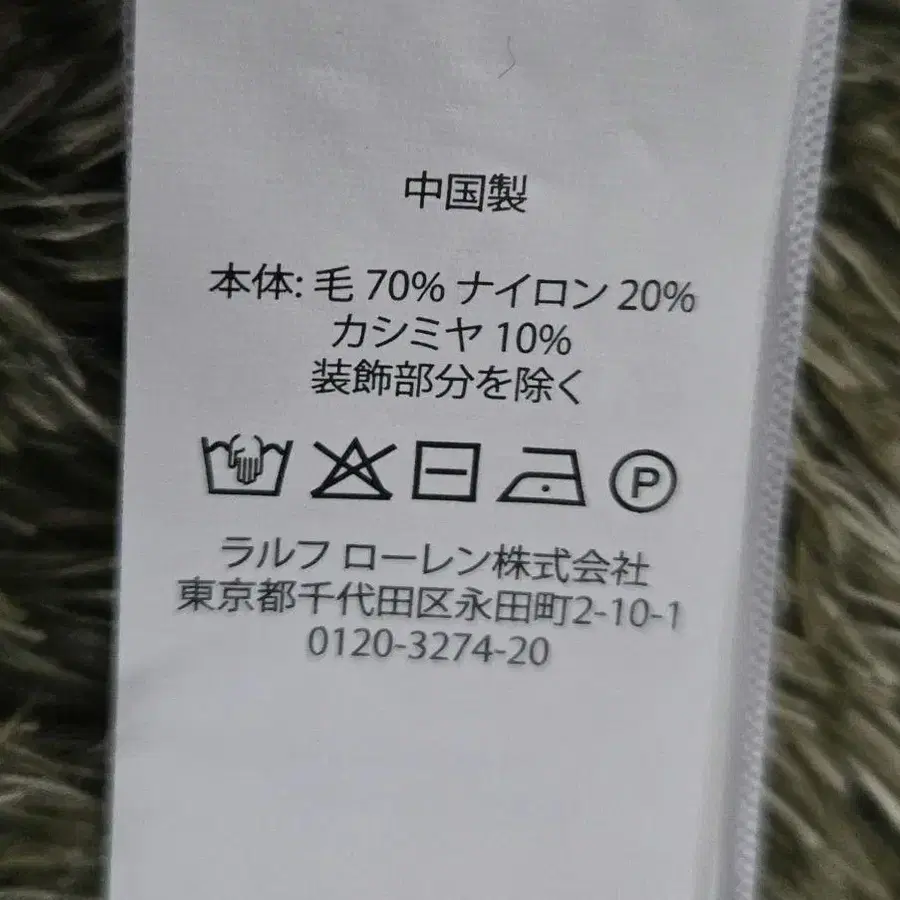 中国製
本体: 毛 70% ナイロン 20%
カシミヤ 10%
装飾部分を除く
P
ラルフ ローレン株式会社
東京都千代田区永田町2-10-1
0120-3274-20